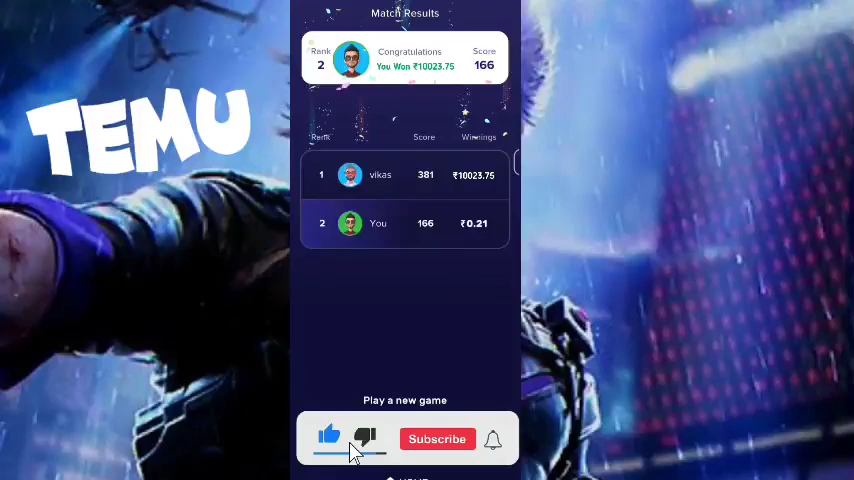 Match Results
TEMU
Rank Congratulations Score
2 You Won ₹10023.75 166
Rank Score Winnings
1 vikas 381 ₹10023.75
2 You 166 ₹0.21
Play a new game
Subscribe